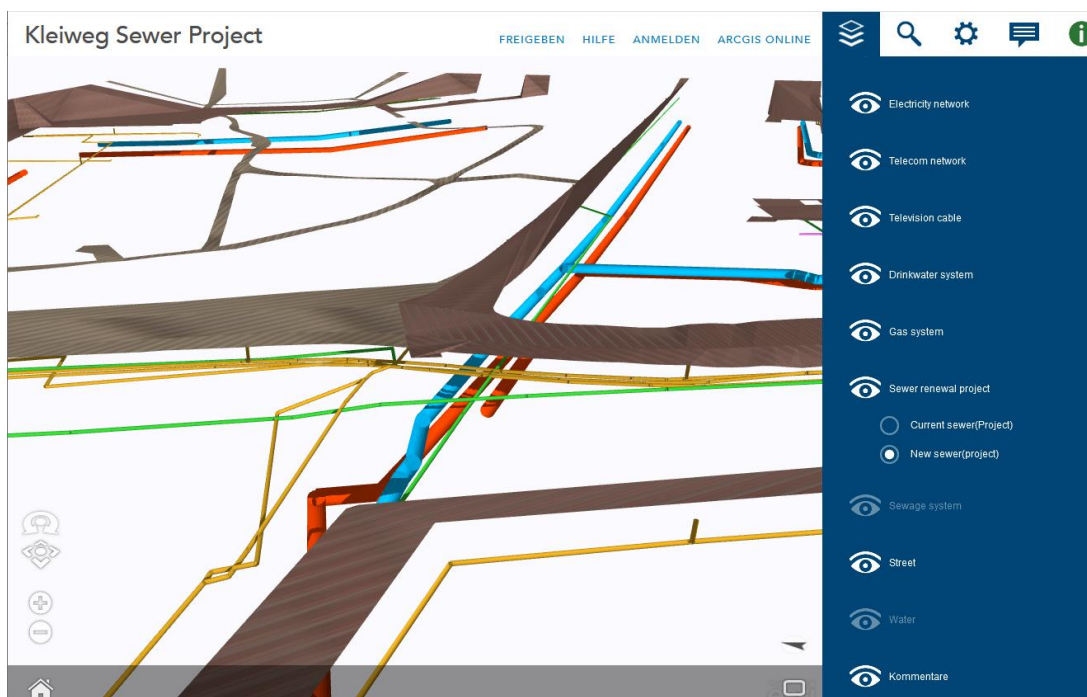 Kleiweg Sewer Project
FREIGEBEN HILFE ANMELDEN ARCGIS ONLINE
Electricity network
Telecom network
Television cable
Drinkwater system
Gas system
Sewer renewal project
Current sewer(Project)
New sewer(project)
Sewage system
Street
Water
Kommentare